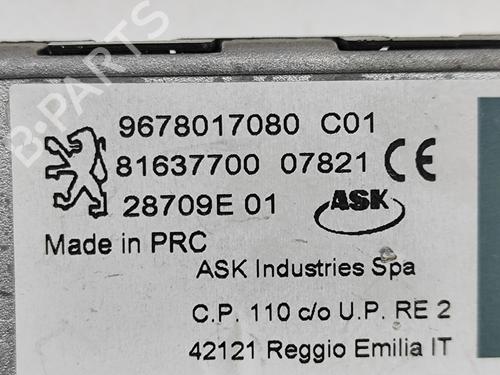 9678017080 C01
81637700 07821 CE
28709E 01 ASK
Made in PRC
ASK Industries Spa
C.P. 110 c/o U.P. RE 2
42121 Reggio Emilia IT
B-PARTS